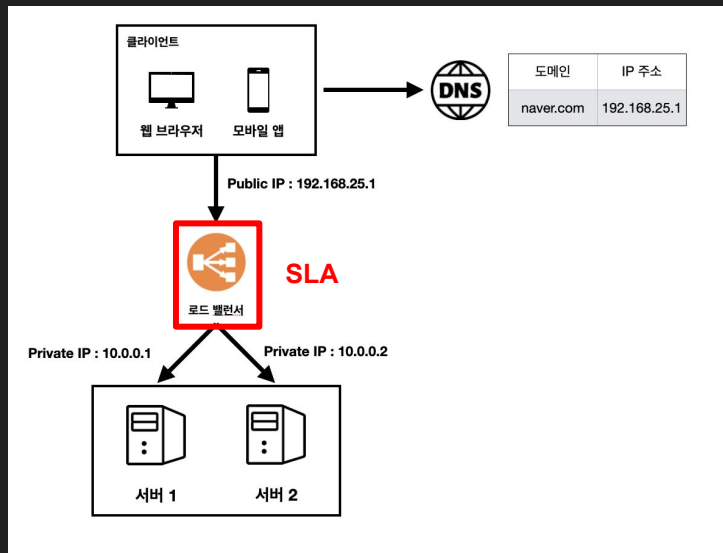 클라이언트
웹 브라우저
모바일 앱
DNS
도메인
IP 주소
naver.com
192.168.25.1
Public IP : 192.168.25.1
로드 밸런서
SLA
Private IP : 10.0.0.1
Private IP : 10.0.0.2
서버 1
서버 2